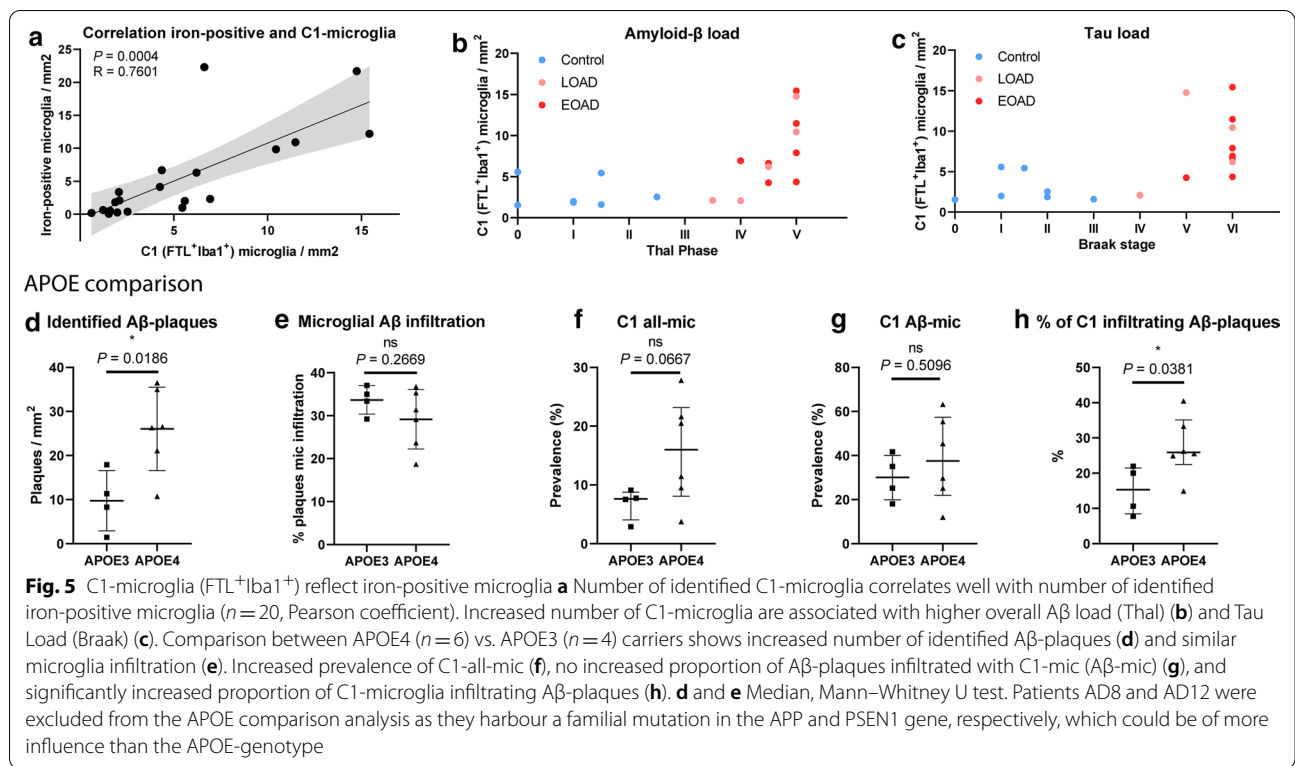 a Correlation iron-positive and C1-microglia
P = 0.0004
R = 0.7601
Iron-positive microglia / mm2
25
20
15
10
5
0
5
10
15
C1 (FTL+Iba1+) microglia / mm2
b Amyloid-β load
Control
LOAD
EOAD
C1 (FTL+Iba1+) microglia / mm²
20
15
10
5
0
0
I
II
III
IV
V
Thal Phase
c Tau load
Control
LOAD
EOAD
C1 (FTL+Iba1+) microglia / mm²
20
15
10
5
0
0
I
II
III
IV
V
VI
Braak stage
APOE comparison
d Identified Aβ-plaques
*
P = 0.0186
Plaques / mm²
40
30
20
10
0
APOE3 APOE4
e Microglial Aβ infiltration
ns
P = 0.2669
% plaques mic infiltration
40
30
20
10
0
APOE3 APOE4
f C1 all-mic
ns
P = 0.0667
Prevalence (%)
40
30
20
10
0
APOE3 APOE4
g C1 Aβ-mic
ns
P = 0.5096
Prevalence (%)
80
60
40
20
0
APOE3 APOE4
h % of C1 infiltrating Aβ-plaques
*
P = 0.0381
%
50
40
30
20
10
0
APOE3 APOE4
Fig. 5 C1-microglia (FTL+Iba1+) reflect iron-positive microglia a Number of identified C1-microglia correlates well with number of identified
iron-positive microglia (n = 20, Pearson coefficient). Increased number of C1-microglia are associated with higher overall Aβ load (Thal) (b) and Tau
Load (Braak) (c). Comparison between APOE4 (n = 6) vs. APOE3 (n = 4) carriers shows increased number of identified Aβ-plaques (d) and similar
microglia infiltration (e). Increased prevalence of C1-all-mic (f), no increased proportion of Aβ-plaques infiltrated with C1-mic (Aβ-mic) (g), and
significantly increased proportion of C1-microglia infiltrating Aβ-plaques (h). d and e Median, Mann–Whitney U test. Patients AD8 and AD12 were
excluded from the APOE comparison analysis as they harbour a familial mutation in the APP and PSEN1 gene, respectively, which could be of more
influence than the APOE-genotype